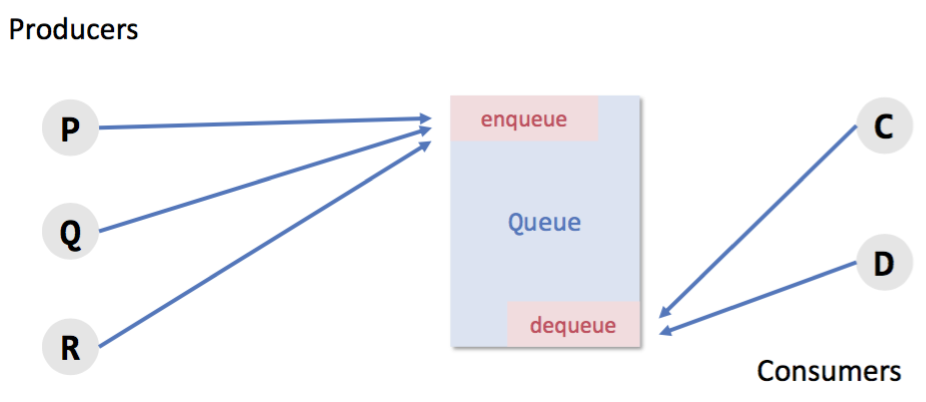 Producers
P
enqueue
C
Q
Queue
D
dequeue
R
Consumers